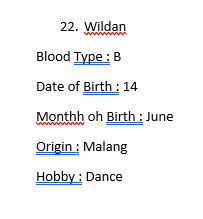 22. Wildan
Blood Type : B
Date of Birth : 14
Monthh oh Birth : June
Origin : Malang
Hobby : Dance